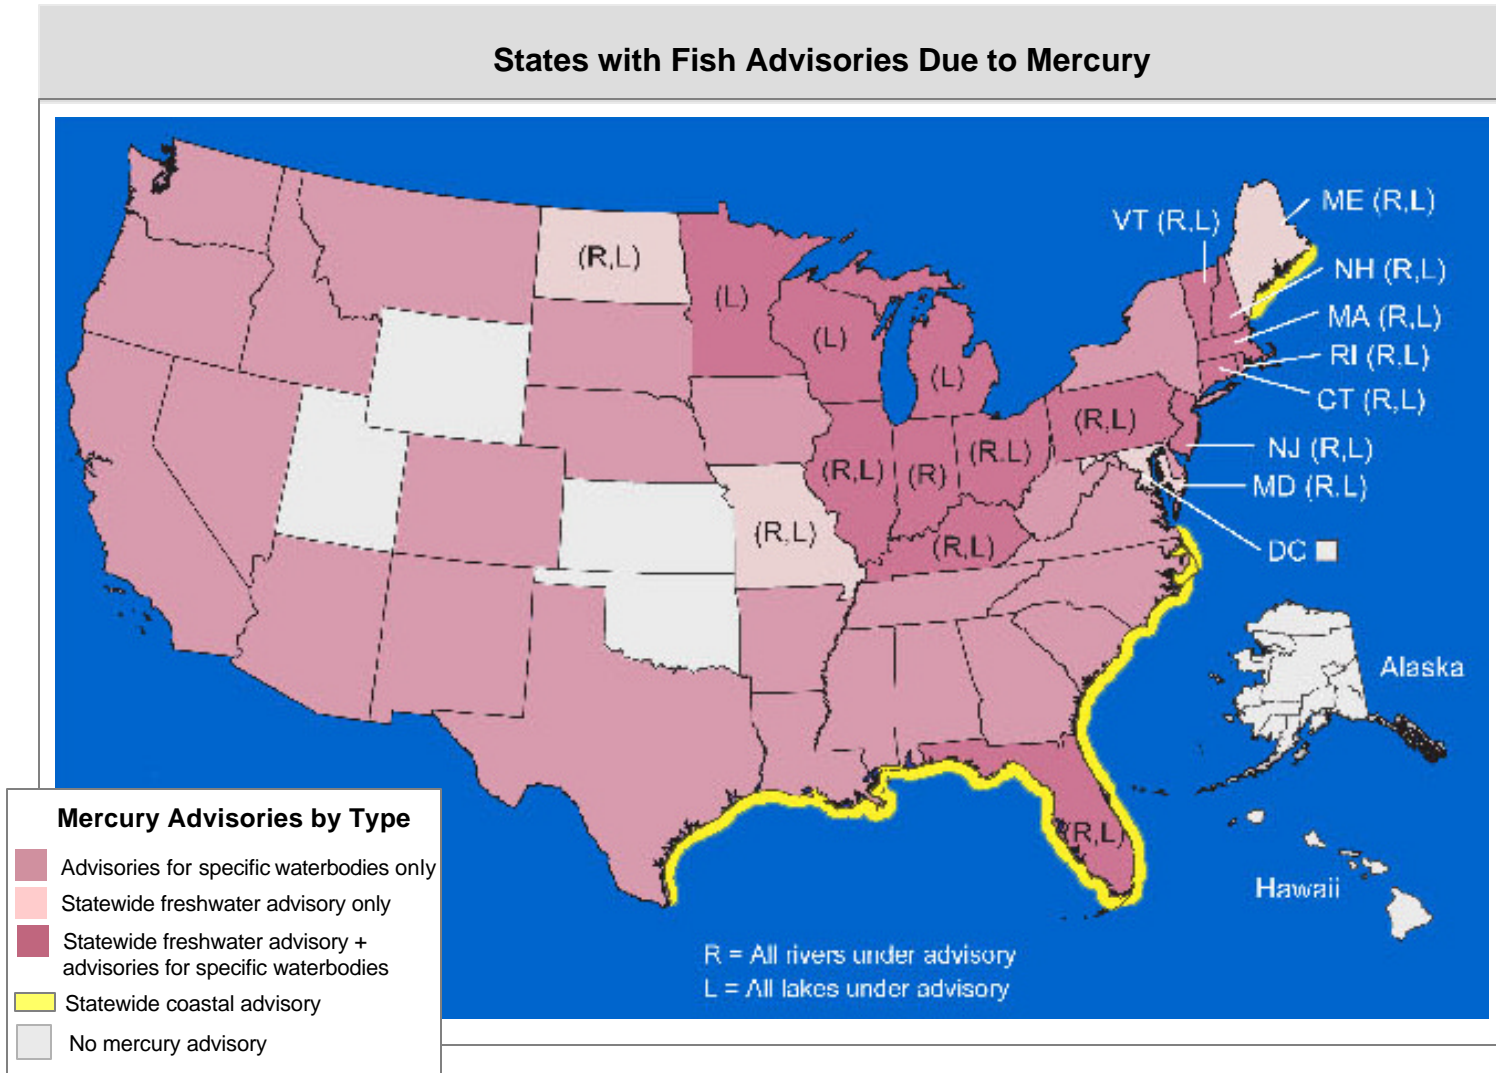 States with Fish Advisories Due to Mercury
VT (R,L)
ME (R,L)
(R,L)
NH (R,L)
(L)
MA (R,L)
(L)
RI (R,L)
(L)
CT (R,L)
(R,L)
NJ (R,L)
(R,L)
(R)
(R.L)
MD (R.L)
(R,L)
(R,L)
DC
Alaska
(R,L)
Hawaii
R = All rivers under advisory
L = All lakes under advisory
Mercury Advisories by Type
Advisories for specific waterbodies only
Statewide freshwater advisory only
Statewide freshwater advisory +
advisories for specific waterbodies
Statewide coastal advisory
No mercury advisory